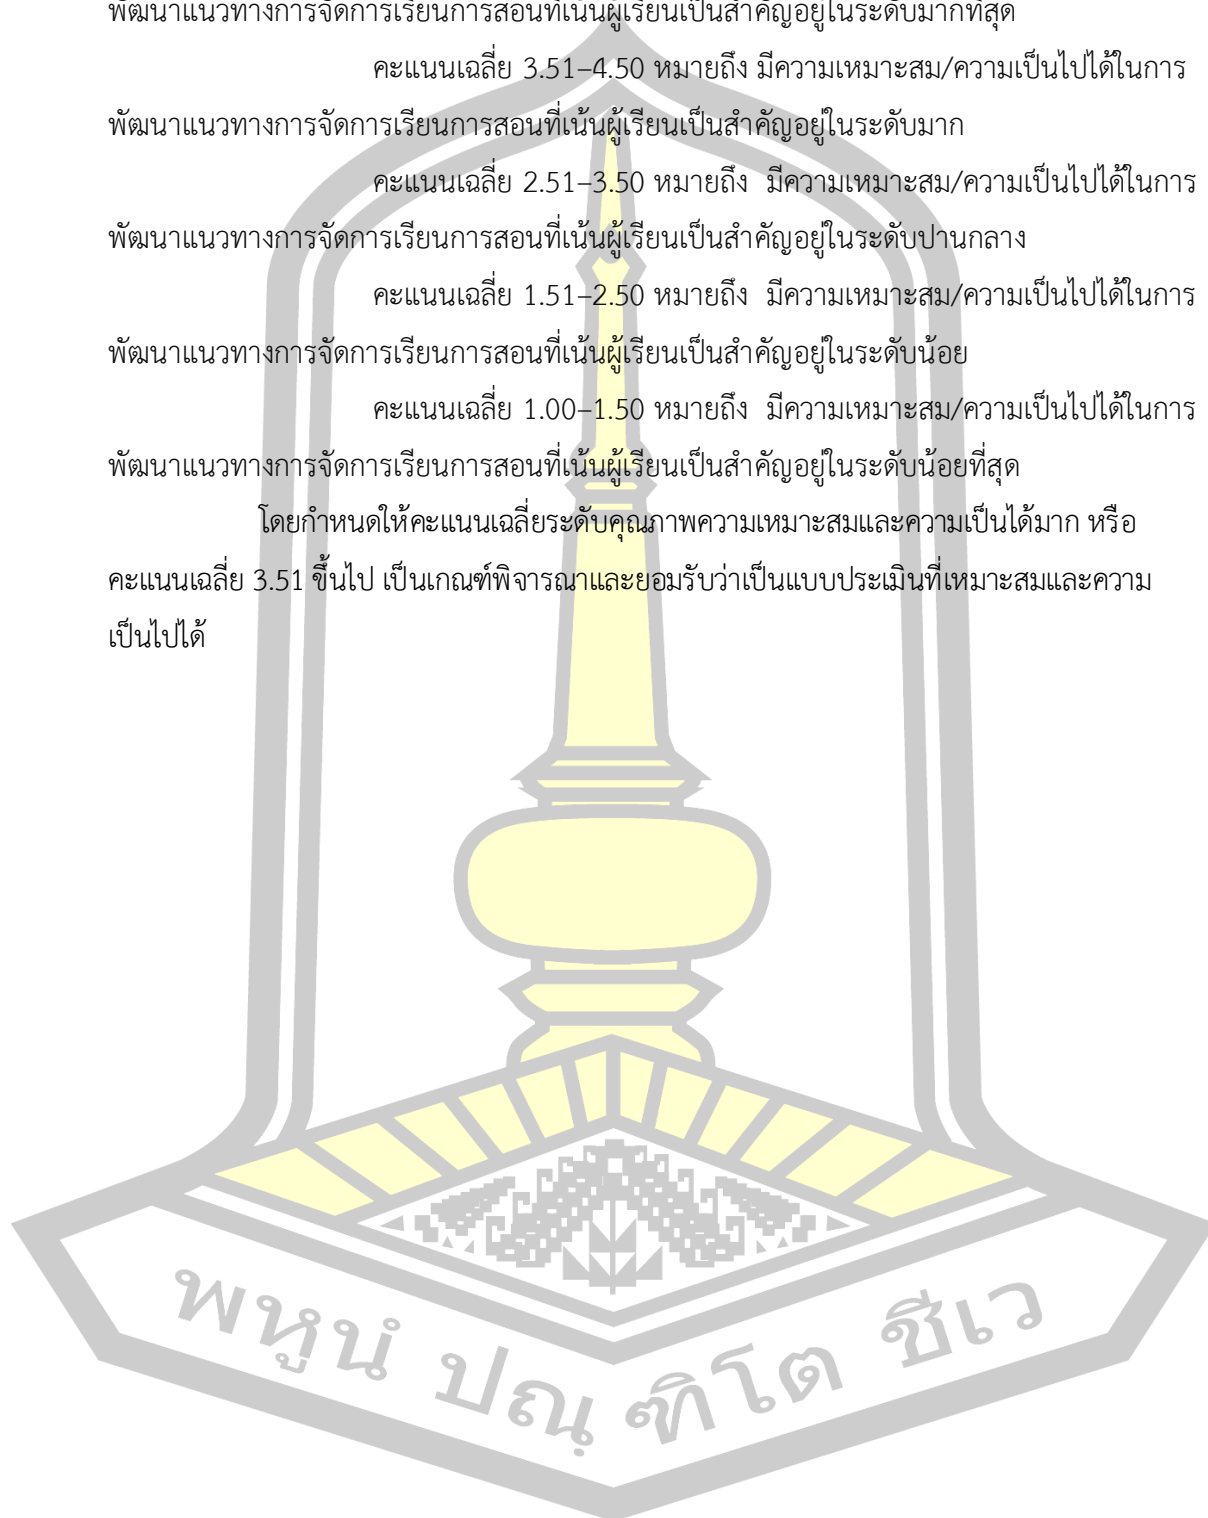 พัฒนาแนวทางการจัดการเรียนการสอนที่เน้นผู้เรียนเป็นสำคัญอยู่ในระดับมากที่สุด
คะแนนเฉลี่ย 3.51–4.50 หมายถึง มีความเหมาะสม/ความเป็นไปได้ในการ
พัฒนาแนวทางการจัดการเรียนการสอนที่เน้นผู้เรียนเป็นสำคัญอยู่ในระดับมาก
คะแนนเฉลี่ย 2.51–3.50 หมายถึง มีความเหมาะสม/ความเป็นไปได้ในการ
พัฒนาแนวทางการจัดการเรียนการสอนที่เน้นผู้เรียนเป็นสำคัญอยู่ในระดับปานกลาง
คะแนนเฉลี่ย 1.51–2.50 หมายถึง มีความเหมาะสม/ความเป็นไปได้ในการ
พัฒนาแนวทางการจัดการเรียนการสอนที่เน้นผู้เรียนเป็นสำคัญอยู่ในระดับน้อย
คะแนนเฉลี่ย 1.00–1.50 หมายถึง มีความเหมาะสม/ความเป็นไปได้ในการ
พัฒนาแนวทางการจัดการเรียนการสอนที่เน้นผู้เรียนเป็นสำคัญอยู่ในระดับน้อยที่สุด
โดยกำหนดให้คะแนนเฉลี่ยระดับคุณภาพความเหมาะสมและความเป็นได้มาก หรือ
คะแนนเฉลี่ย 3.51 ขึ้นไป เป็นเกณฑ์พิจารณาและยอมรับว่าเป็นแบบประเมินที่เหมาะสมและความ
เป็นไปได้
พหูนํ ปณฺฑิโต ชีเว